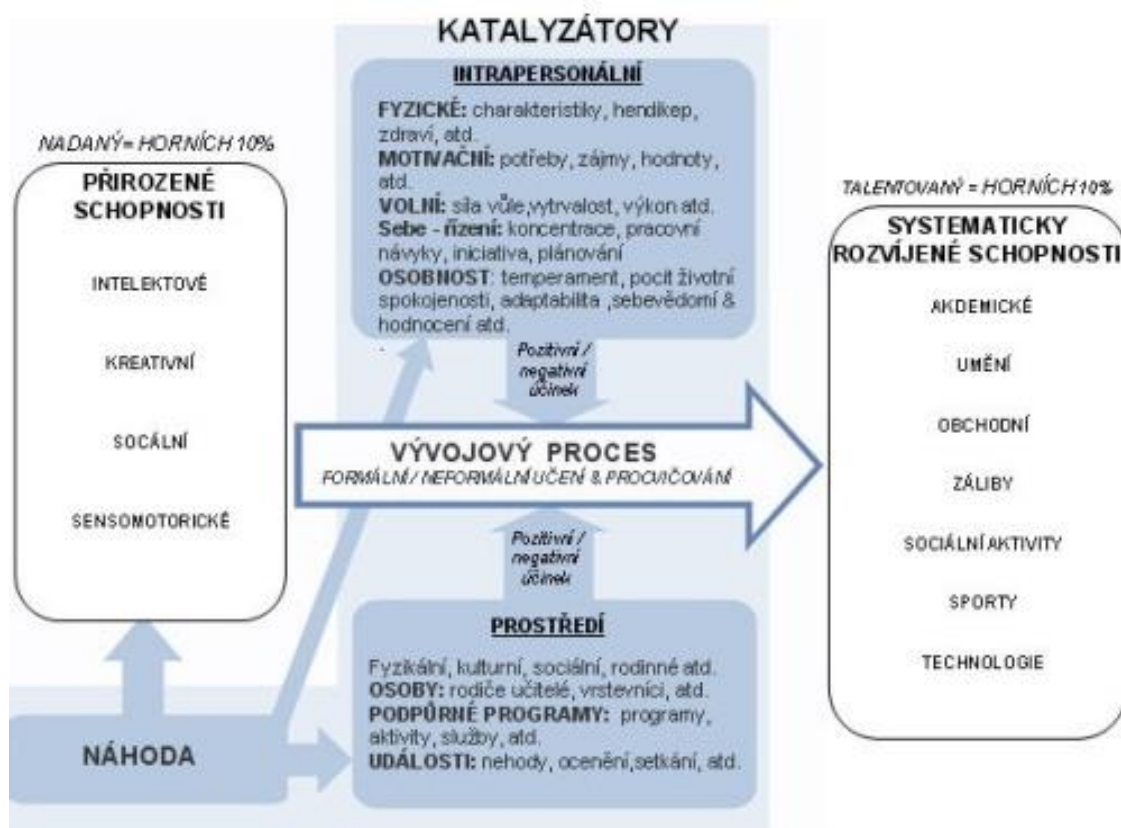 KATALYZÁTORY
INTRAPERSONÁLNÍ
FYZICKÉ: charakteristiky, hendikep,
zdraví, atd.
MOTIVAČNÍ: potřeby, zájmy, hodnoty,
atd.
VOLNÍ: síla vůle,vytrvalost, výkon atd.
Sebe - řízení: koncentrace, pracovní
návyky, iniciativa, plánování
OSOBNOST: temperament, pocit životní
spokojenosti, adaptabilita ,sebevědomí &
hodnocení atd.
.
NADANÝ= HORNÍCH 10%
PŘIROZENÉ
SCHOPNOSTI
INTELEKTOVÉ
KREATIVNÍ
SOCÁLNÍ
SENSOMOTORICKÉ
Pozitivní /
negativní
účinek
VÝVOJOVÝ PROCES
FORMÁLNÍ / NEFORMÁLNÍ UČENÍ & PROCVIČOVÁNÍ
Pozitivní /
negativní
účinek
PROSTŘEDÍ
Fyzikální, kulturní, sociální, rodinné atd.
OSOBY: rodiče učitelé, vrstevníci, atd.
PODPŮRNÉ PROGRAMY: programy,
aktivity, služby, atd.
UDÁLOSTI: nehody, ocenění,setkání, atd.
NÁHODA
TALENTOVANÝ = HORNÍCH 10%
SYSTEMATICKY
ROZVÍJENÉ SCHOPNOSTI
AKDEMICKÉ
UMĚNÍ
OBCHODNÍ
ZÁLIBY
SOCIÁLNÍ AKTIVITY
SPORTY
TECHNOLOGIE